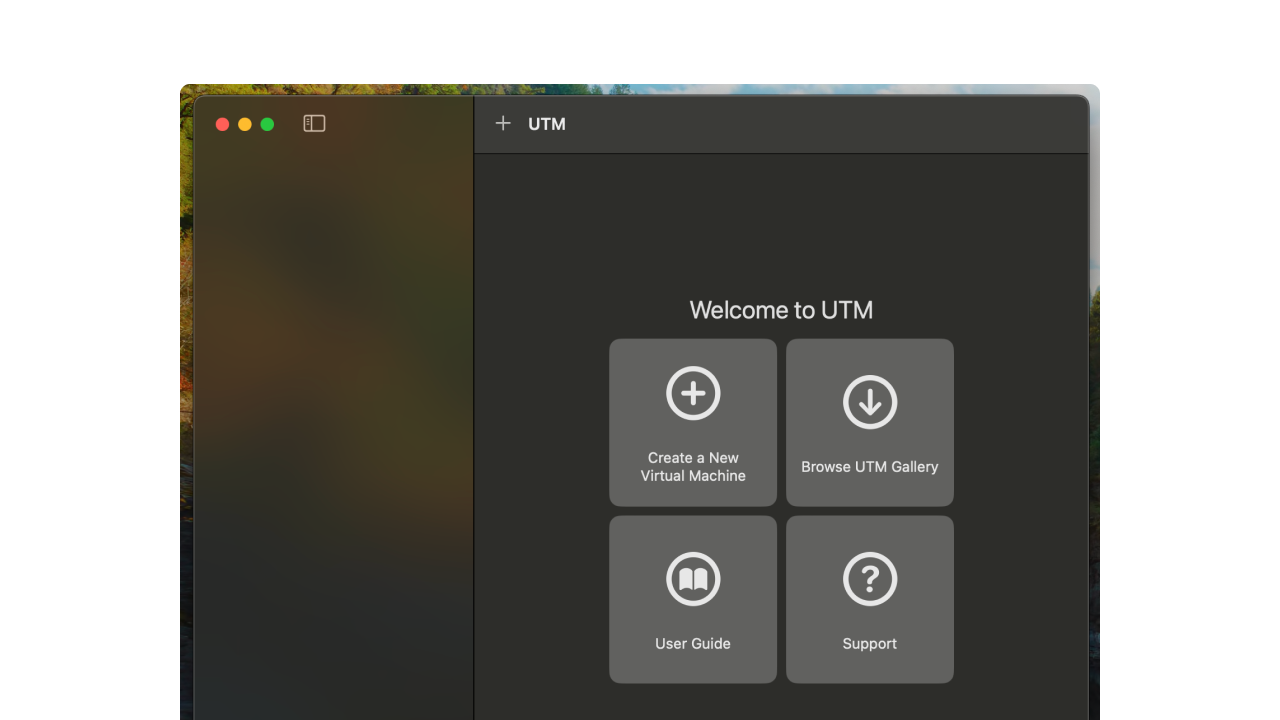 UTM
Welcome to UTM
Create a New
Virtual Machine
Browse UTM Gallery
User Guide
Support